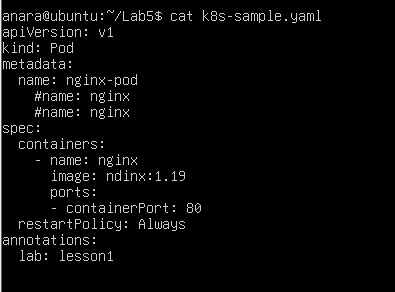 anara@ubuntu:~/Lab5$ cat k8s-sample.yaml
apiVersion: v1
kind: Pod
metadata:
  name: nginx-pod
    #name: nginx
    #name: nginx
spec:
  containers:
    - name: nginx
      image: ndinx:1.19
      ports:
      - containerPort: 80
  restartPolicy: Always
annotations:
  lab: lesson1